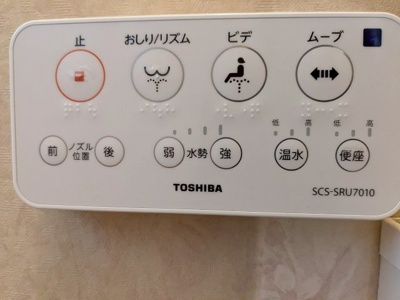 止 おしり/リズム ビデ ムーブ
低 高 低 高
前 ノズル位置 後 弱 水勢 強 温水 便座
TOSHIBA SCS-SRU7010